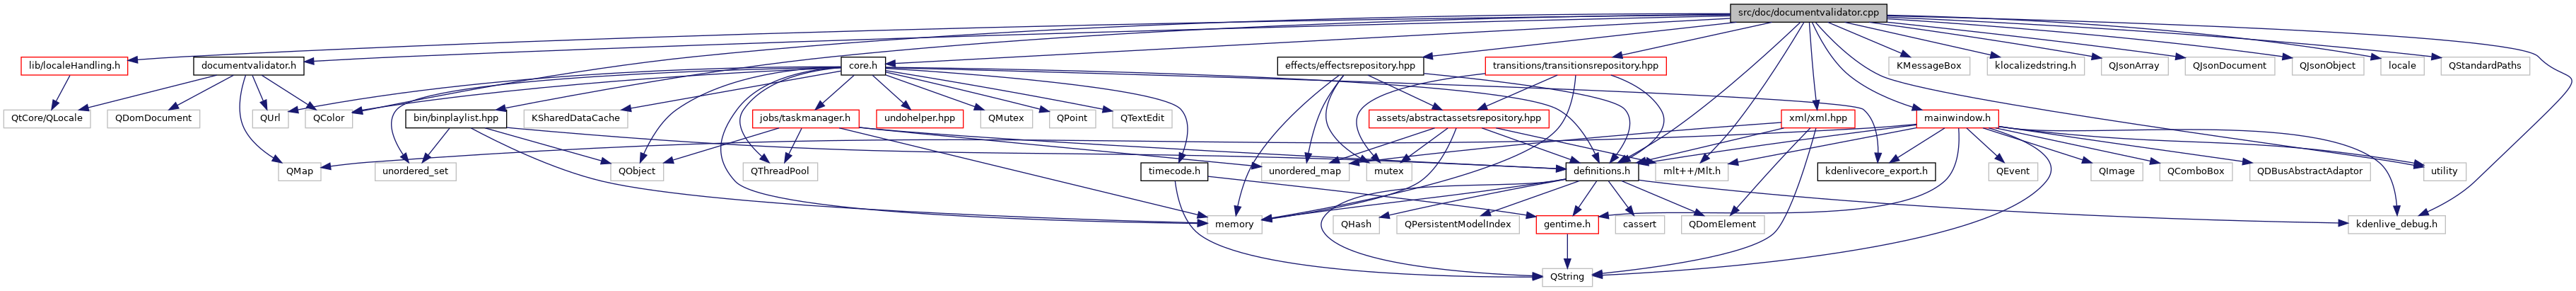 src/doc/documentvalidator.cpp
lib/localeHandling.h
documentvalidator.h
core.h
effects/effectsrepository.hpp
transitions/transitionsrepository.hpp
KMessageBox
klocalizedstring.h
QJsonArray
QJsonDocument
QJsonObject
locale
QStandardPaths
QtCore/QLocale
QDomDocument
QUrl
QColor
bin/binplaylist.hpp
KSharedDataCache
jobs/taskmanager.h
undohelper.hpp
QMutex
QPoint
QTextEdit
assets/abstractassetsrepository.hpp
xml/xml.hpp
mainwindow.h
QMap
unordered_set
QObject
QThreadPool
timecode.h
unordered_map
mutex
definitions.h
mlt++/Mlt.h
kdenlivecore_export.h
QEvent
QImage
QComboBox
QDBusAbstractAdaptor
utility
memory
QHash
QPersistentModelIndex
gentime.h
cassert
QDomElement
kdenlive_debug.h
QString